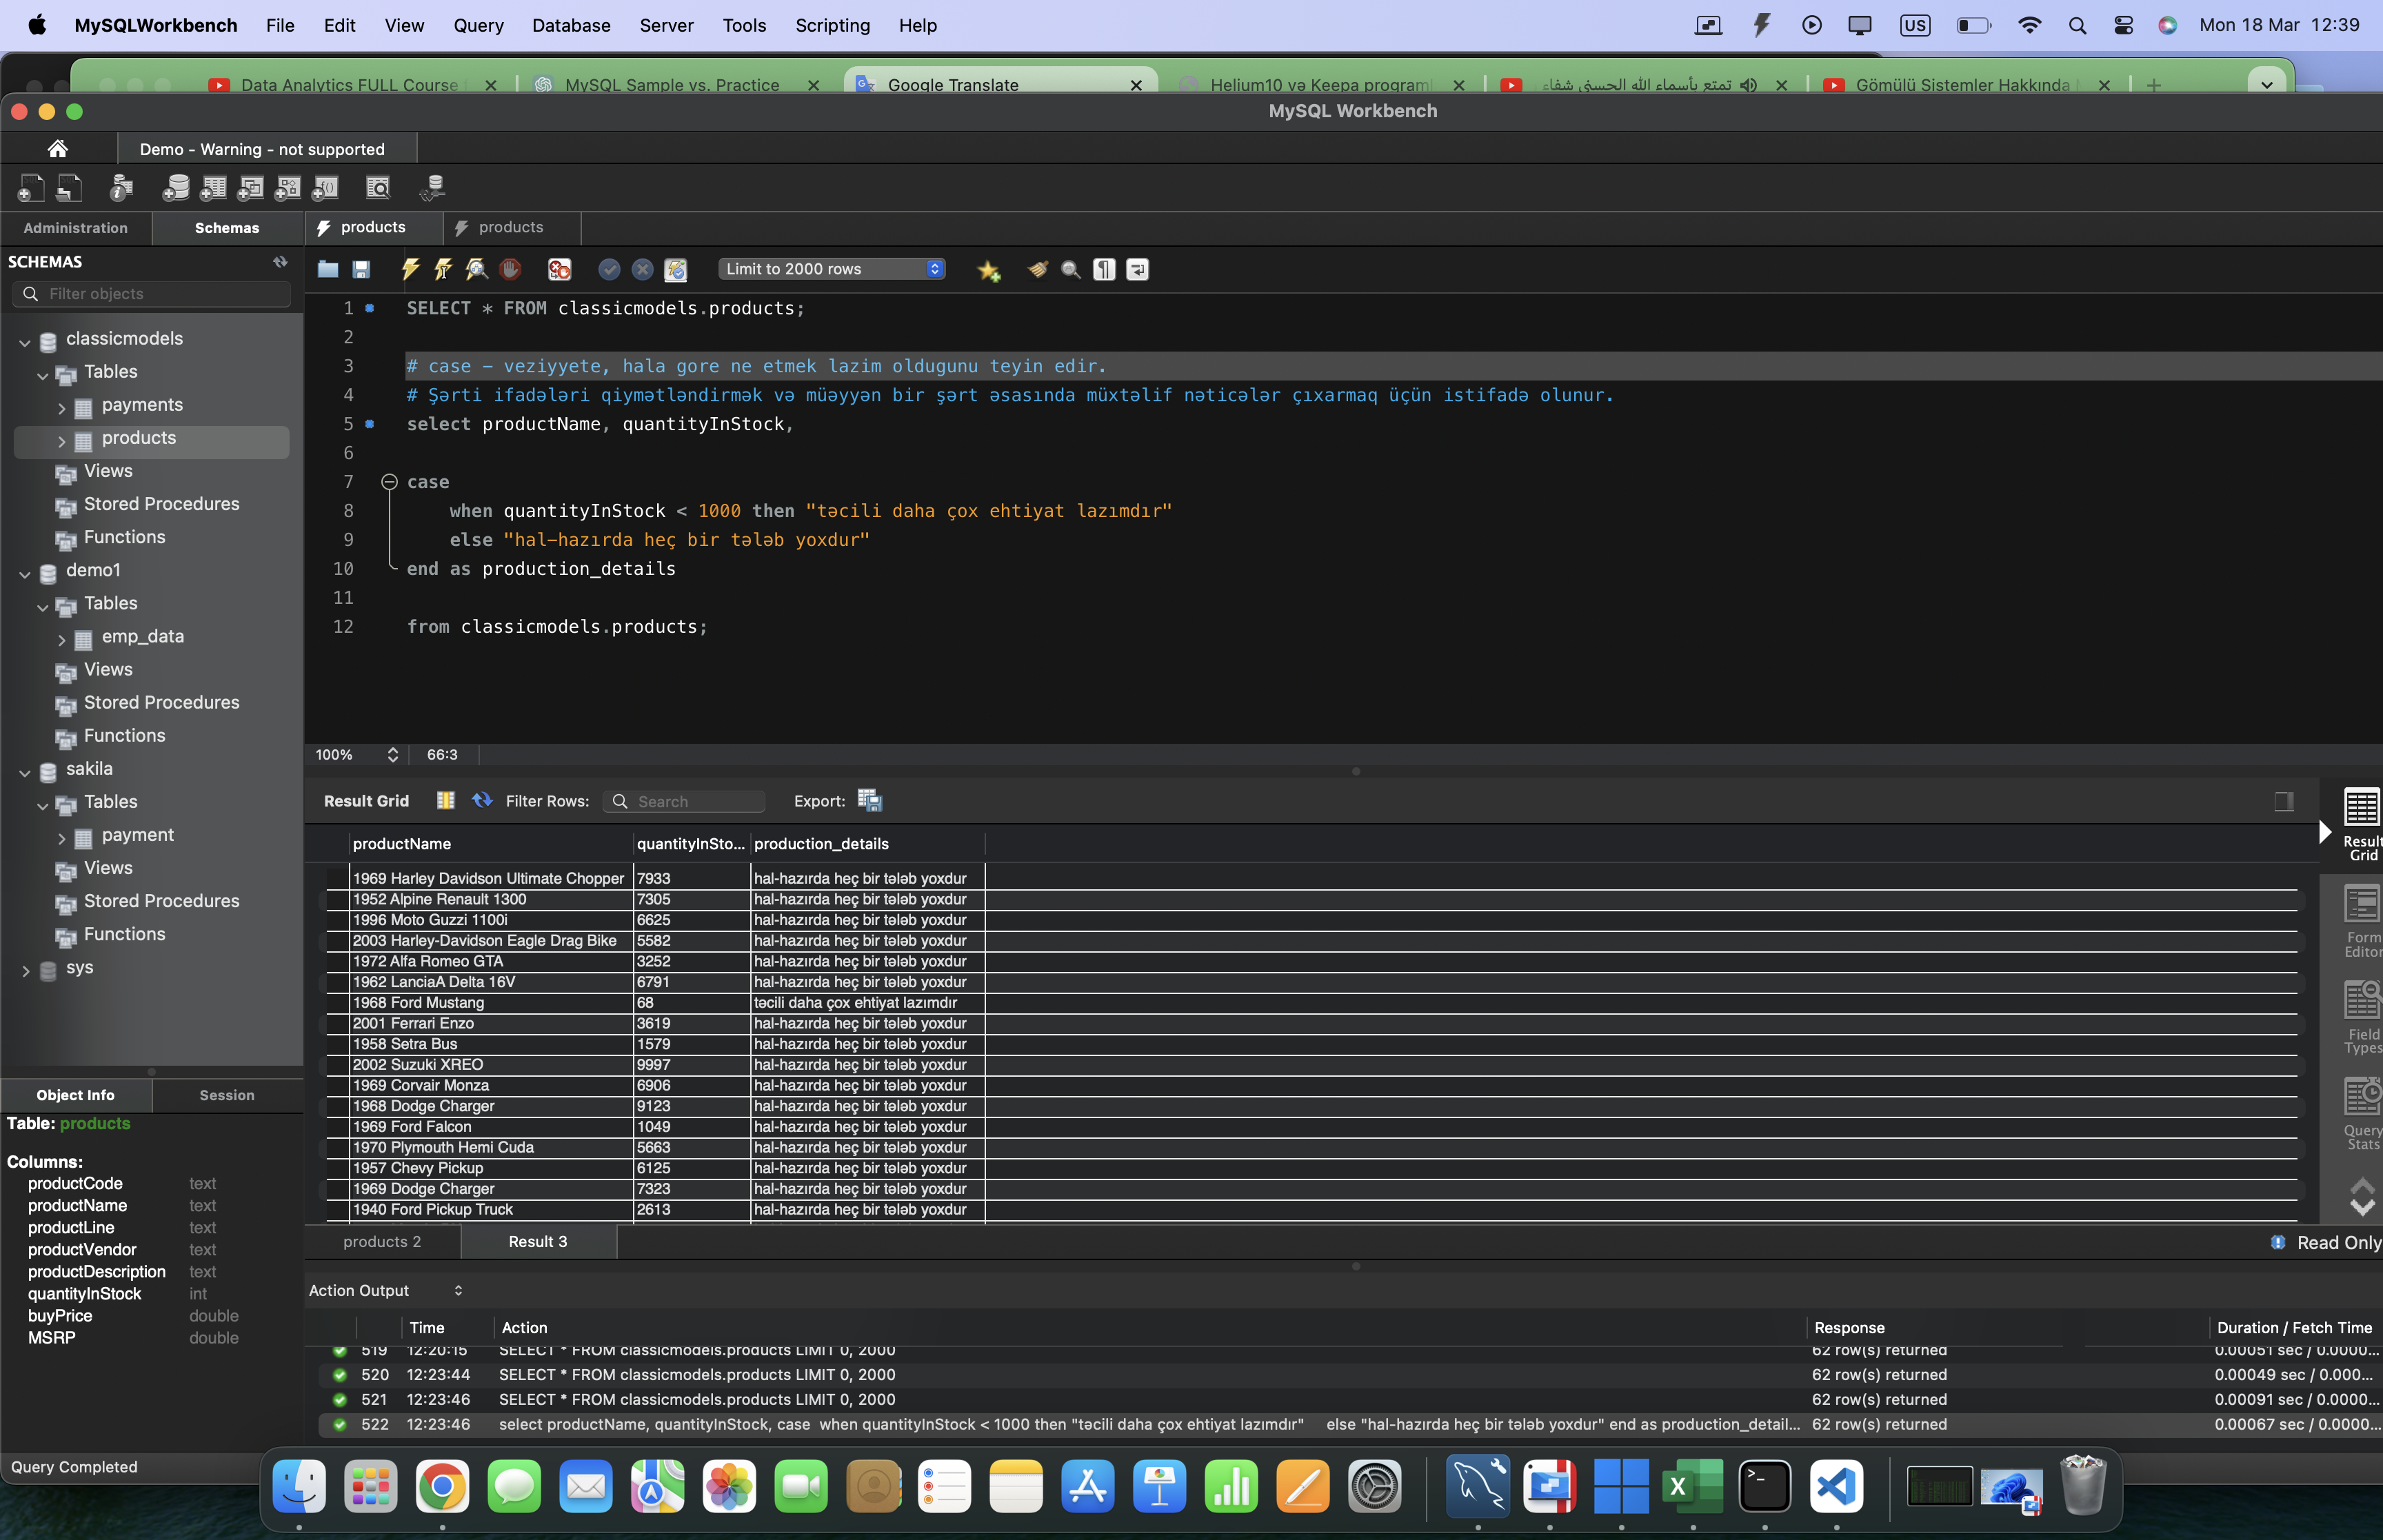 MySQLWorkbench File Edit View Query Database Server Tools Scripting Help US Mon 18 Mar 12:39
Data Analytics FULL Course MySQL Sample vs. Practice Google Translate Helium10 və Keepa program تمتع بأسماء الله الحسنى شفاء Gömülü Sistemler Hakkında
MySQL Workbench
Demo - Warning - not supported
Administration Schemas products products
SCHEMAS
Limit to 2000 rows
Filter objects
classicmodels
Tables
payments
products
Views
Stored Procedures
Functions
demo1
Tables
emp_data
Views
Stored Procedures
Functions
sakila
Tables
payment
Views
Stored Procedures
Functions
sys
1 SELECT * FROM classicmodels.products;
2
3 # case – veziyyete, hala gore ne etmek lazim oldugunu teyin edir.
4 # Şərti ifadələri qiymətləndirmək və müəyyən bir şərt əsasında müxtəlif nəticələr çıxarmaq üçün istifadə olunur.
5 select productName, quantityInStock,
6
7 case
8 when quantityInStock < 1000 then "təcili daha çox ehtiyat lazımdır"
9 else "hal-hazırda heç bir tələb yoxdur"
10 end as production_details
11
12 from classicmodels.products;
100% 66:3
Result Grid Filter Rows: Search Export:
productName quantityInSto... production_details
1969 Harley Davidson Ultimate Chopper 7933 hal-hazırda heç bir tələb yoxdur
1952 Alpine Renault 1300 7305 hal-hazırda heç bir tələb yoxdur
1996 Moto Guzzi 1100i 6625 hal-hazırda heç bir tələb yoxdur
2003 Harley-Davidson Eagle Drag Bike 5582 hal-hazırda heç bir tələb yoxdur
1972 Alfa Romeo GTA 3252 hal-hazırda heç bir tələb yoxdur
1962 LanciaA Delta 16V 6791 hal-hazırda heç bir tələb yoxdur
1968 Ford Mustang 68 təcili daha çox ehtiyat lazımdır
2001 Ferrari Enzo 3619 hal-hazırda heç bir tələb yoxdur
1958 Setra Bus 1579 hal-hazırda heç bir tələb yoxdur
2002 Suzuki XREO 9997 hal-hazırda heç bir tələb yoxdur
1969 Corvair Monza 6906 hal-hazırda heç bir tələb yoxdur
1968 Dodge Charger 9123 hal-hazırda heç bir tələb yoxdur
1969 Ford Falcon 1049 hal-hazırda heç bir tələb yoxdur
1970 Plymouth Hemi Cuda 5663 hal-hazırda heç bir tələb yoxdur
1957 Chevy Pickup 6125 hal-hazırda heç bir tələb yoxdur
1969 Dodge Charger 7323 hal-hazırda heç bir tələb yoxdur
1940 Ford Pickup Truck 2613 hal-hazırda heç bir tələb yoxdur
Result Grid
Form Editor
Field Types
Query Stats
products 2 Result 3 Read Only
Object Info Session
Table: products
Columns:
productCode text
productName text
productLine text
productVendor text
productDescription text
quantityInStock int
buyPrice double
MSRP double
Action Output
Time Action Response Duration / Fetch Time
519 12:20:15 SELECT * FROM classicmodels.products LIMIT 0, 2000 62 row(s) returned 0.00051 sec / 0.0000...
520 12:23:44 SELECT * FROM classicmodels.products LIMIT 0, 2000 62 row(s) returned 0.00049 sec / 0.000...
521 12:23:46 SELECT * FROM classicmodels.products LIMIT 0, 2000 62 row(s) returned 0.00091 sec / 0.0000...
522 12:23:46 select productName, quantityInStock, case when quantityInStock < 1000 then "təcili daha çox ehtiyat lazımdır" else "hal-hazırda heç bir tələb yoxdur" end as production_detail... 62 row(s) returned 0.00067 sec / 0.0000...
Query Completed